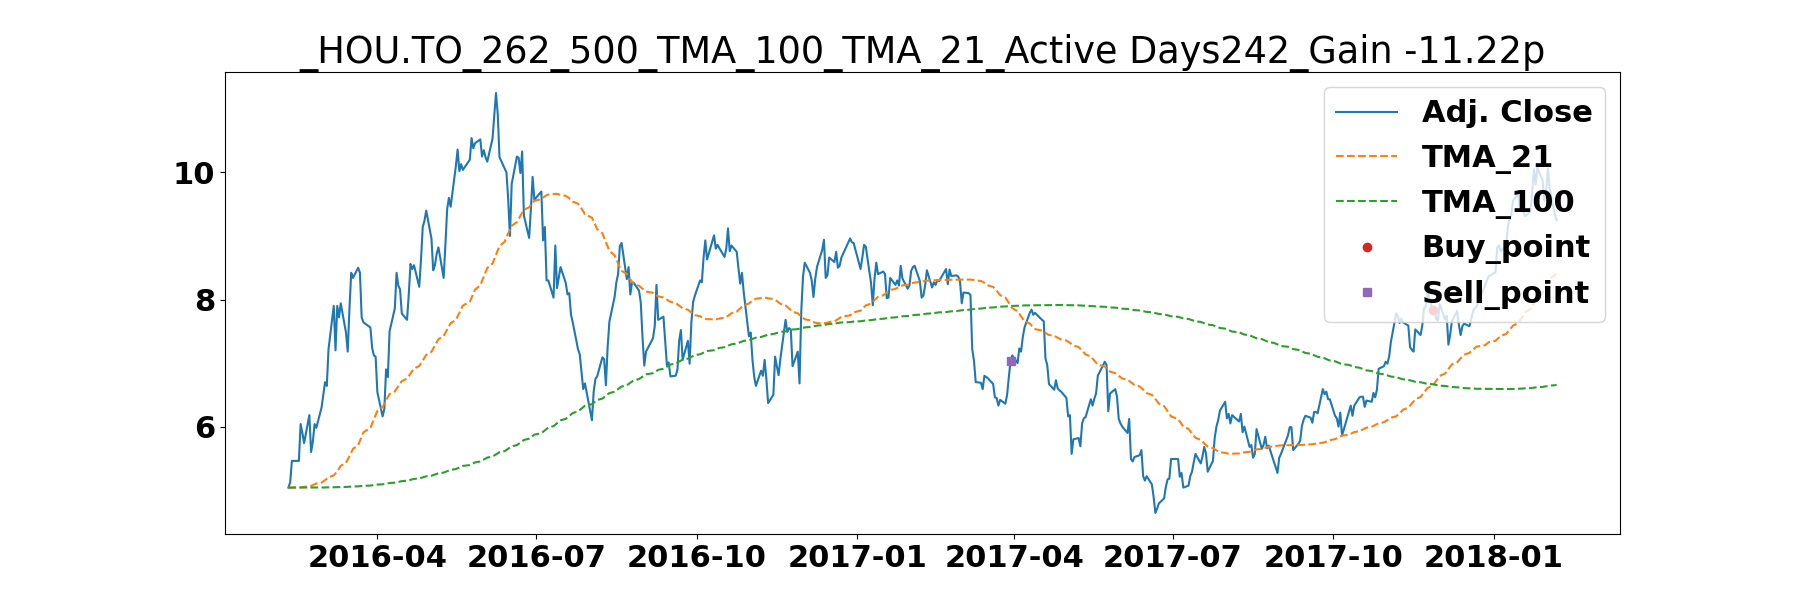 _HOU.TO_262_500_TMA_100_TMA_21_Active Days242_Gain -11.22p
Adj. Close
TMA_21
TMA_100
Buy_point
Sell_point
10
8
6
2016-04 2016-07 2016-10 2017-01 2017-04 2017-07 2017-10 2018-01